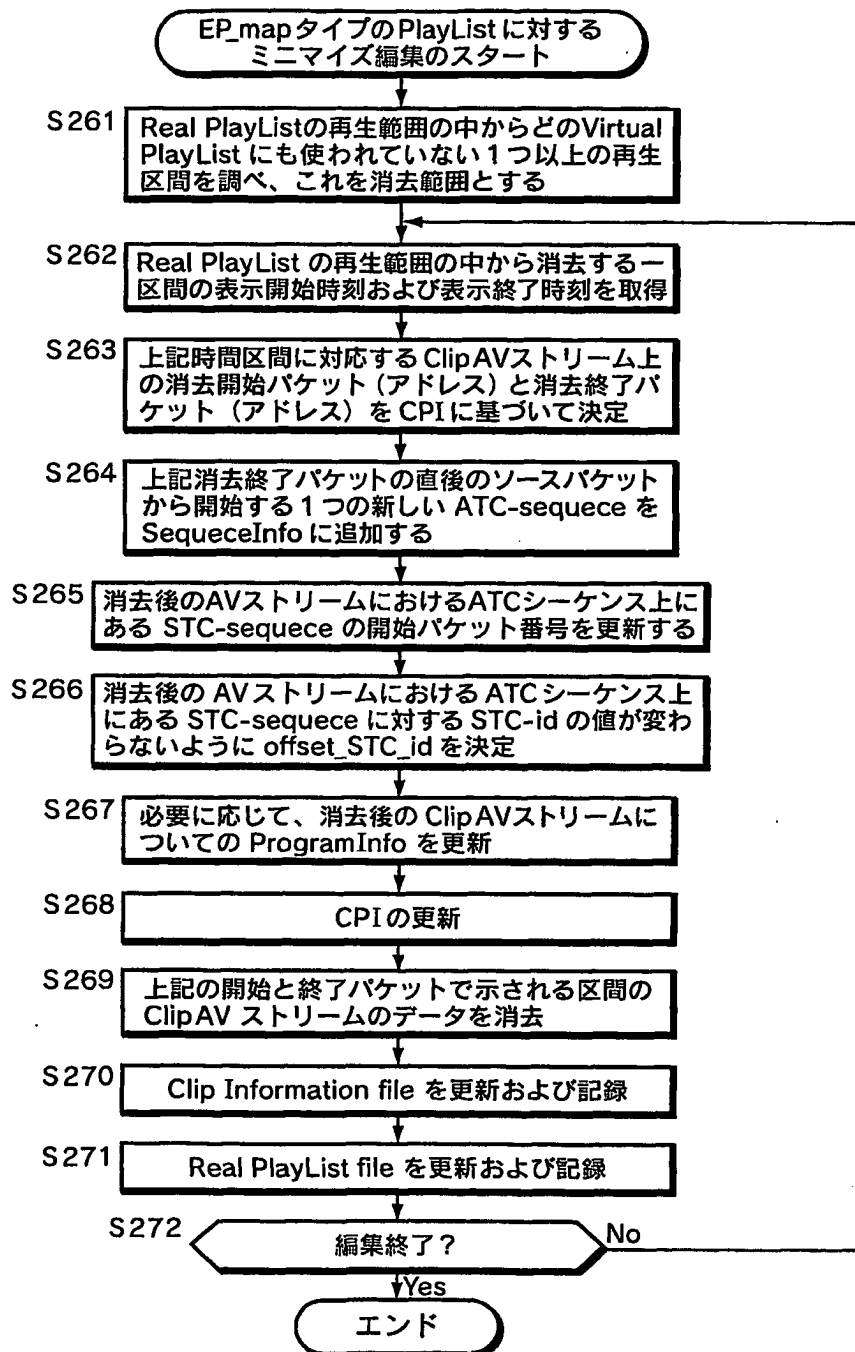 EP_mapタイプのPlayListに対する
ミニマイズ編集のスタート
S261
Real PlayListの再生範囲の中からどのVirtual
PlayList にも使われていない1つ以上の再生
区間を調べ、これを消去範囲とする
S262
Real PlayList の再生範囲の中から消去する一
区間の表示開始時刻および表示終了時刻を取得
S263
上記時間区間に対応するClipAVストリーム上
の消去開始パケット(アドレス)と消去終了パ
ケット(アドレス)をCPIに基づいて決定
S264
上記消去終了パケットの直後のソースパケット
から開始する1つの新しい ATC-sequece を
SequeceInfoに追加する
S265
消去後のAVストリームにおけるATCシーケンス上に
ある STC-sequece の開始パケット番号を更新する
S266
消去後の AVストリームにおける ATCシーケンス上
にある STC-sequece に対する STC-id の値が変わ
らないように offset_STC_id を決定
S267
必要に応じて、消去後の ClipAVストリームに
ついての ProgramInfo を更新
S268
CPIの更新
S269
上記の開始と終了パケットで示される区間の
ClipAV ストリームのデータを消去
S270
Clip Information file を更新および記録
S271
Real PlayList file を更新および記録
S272
編集終了?
No
Yes
エンド